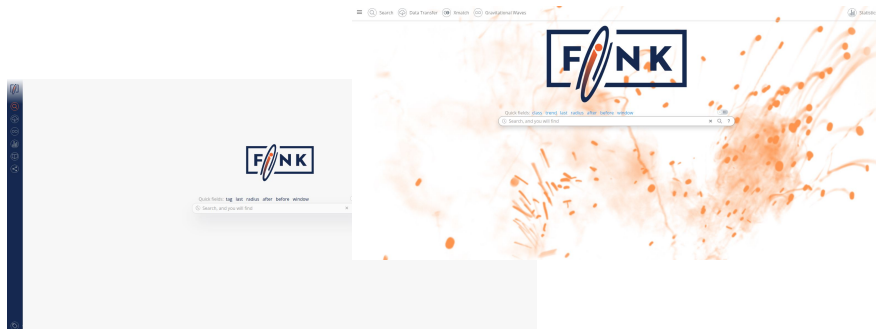 Search Data Transfer Xmatch Gravitational Waves Statistic
FINK
Quick fields: class trend last radius after before window
Search, and you will find ?
FINK
Quick fields: tag last radius after before window
Search, and you will find